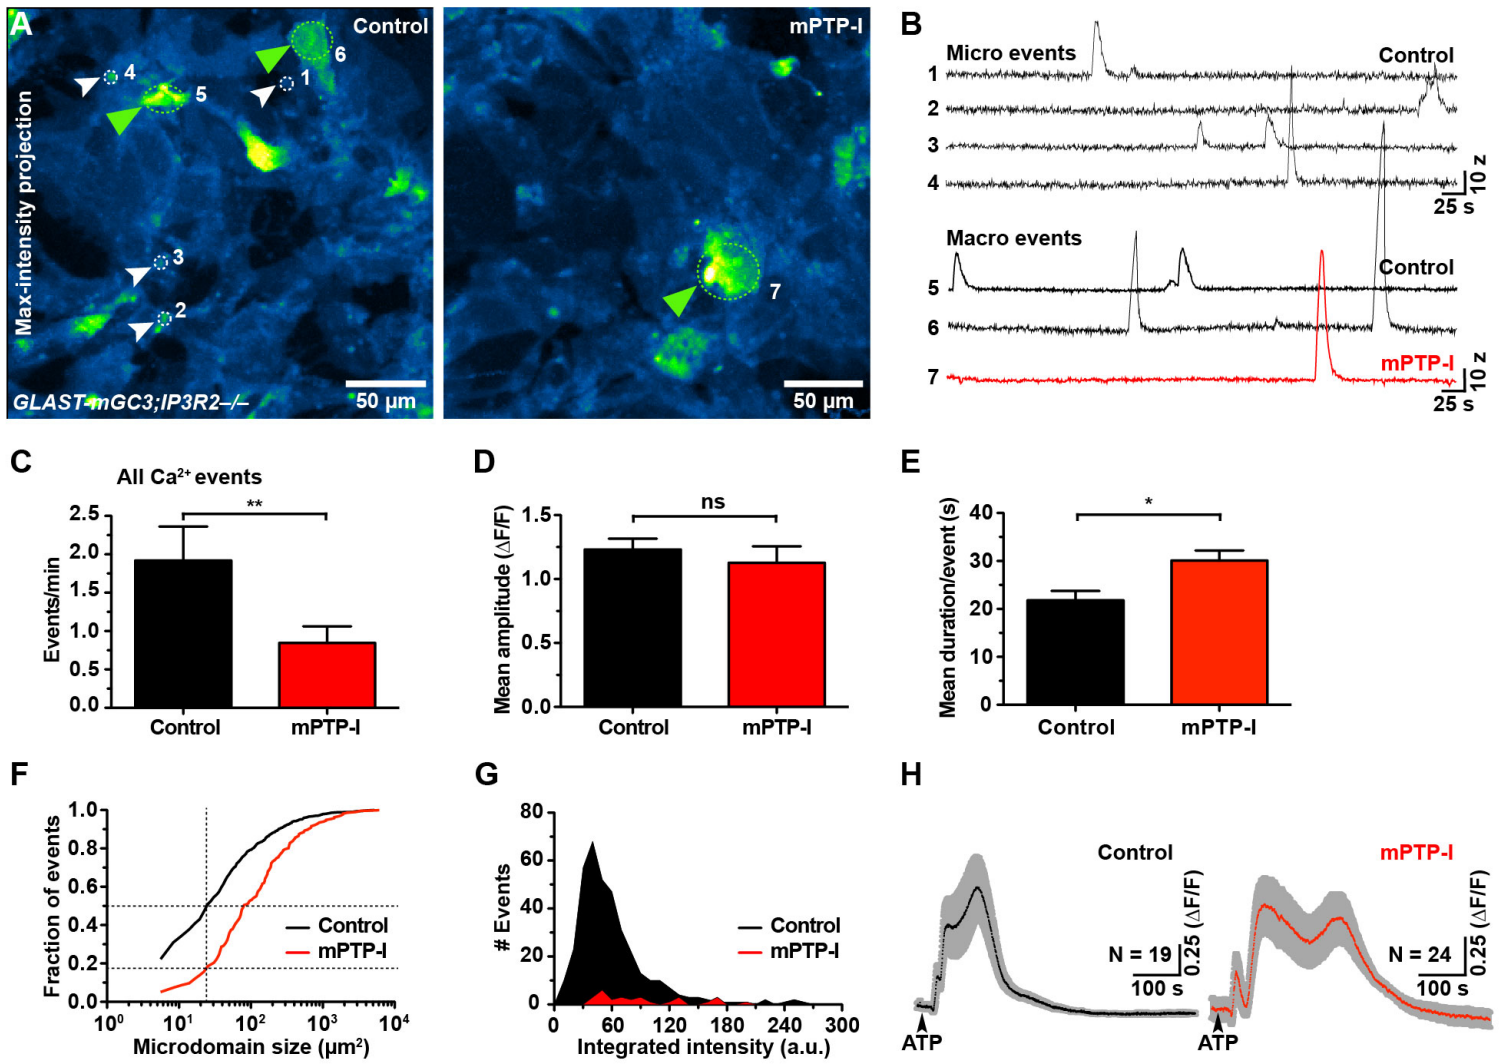 A
Control
mPTP-I
B
Max-intensity projection
1
2
3
4
5
6
7
GLAST-mGC3;IP3R2–/–
50 µm
50 µm
Micro events
Control
1
2
3
4
10 z
25 s
Macro events
Control
5
6
mPTP-I
7
10 z
25 s
C
All Ca2+ events
**
Events/min
2.5
2.0
1.5
1.0
0.5
0.0
Control
mPTP-I
D
ns
Mean amplitude (ΔF/F)
1.5
1.0
0.5
0.0
Control
mPTP-I
E
*
Mean duration/event (s)
40
30
20
10
0
Control
mPTP-I
F
Fraction of events
1.0
0.8
0.6
0.4
0.2
0.0
Control
mPTP-I
10⁰ 10¹ 10² 10³ 10⁴
Microdomain size (µm²)
G
# Events
80
60
40
20
0
Control
mPTP-I
0 60 120 180 240 300
Integrated intensity (a.u.)
H
Control
N = 19
0.25 (ΔF/F)
100 s
ATP
mPTP-I
N = 24
0.25 (ΔF/F)
100 s
ATP